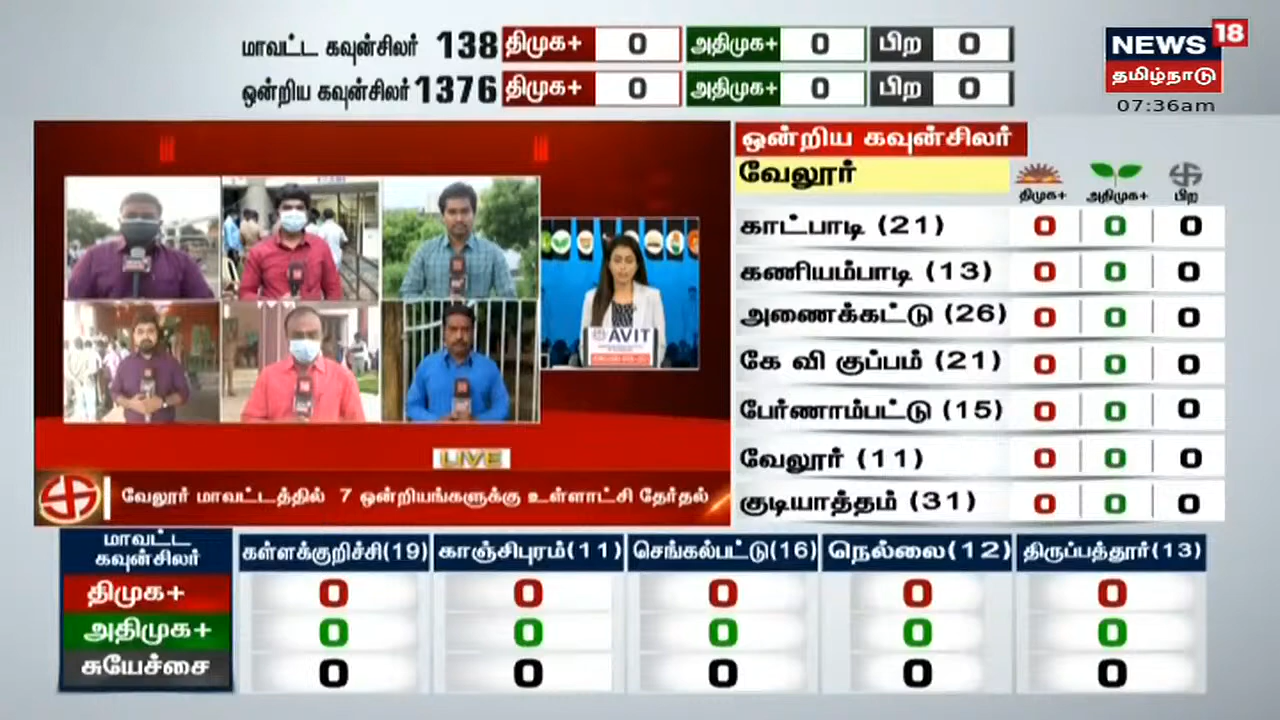 மாவட்ட கவுன்சிலர் 138 திமுக+ 0 அதிமுக+ 0 பிற 0
ஒன்றிய கவுன்சிலர் 1376 திமுக+ 0 அதிமுக+ 0 பிற 0
NEWS 18
தமிழ்நாடு
07:36am
ஒன்றிய கவுன்சிலர்
வேலூர்
திமுக+ அதிமுக+ பிற
காட்பாடி (21) 0 0 0
கணியம்பாடி (13) 0 0 0
அணைக்கட்டு (26) 0 0 0
கே வி குப்பம் (21) 0 0 0
பேர்ணாம்பட்டு (15) 0 0 0
வேலூர் (11) 0 0 0
குடியாத்தம் (31) 0 0 0
AVIT
LIVE
வேலூர் மாவட்டத்தில் 7 ஒன்றியங்களுக்கு உள்ளாட்சி தேர்தல்
மாவட்ட
கவுன்சிலர்
கள்ளக்குறிச்சி(19) காஞ்சிபுரம்(11) செங்கல்பட்டு(16) நெல்லை(12) திருப்பத்தூர்(13)
திமுக+ 0 0 0 0 0
அதிமுக+ 0 0 0 0 0
சுயேச்சை 0 0 0 0 0